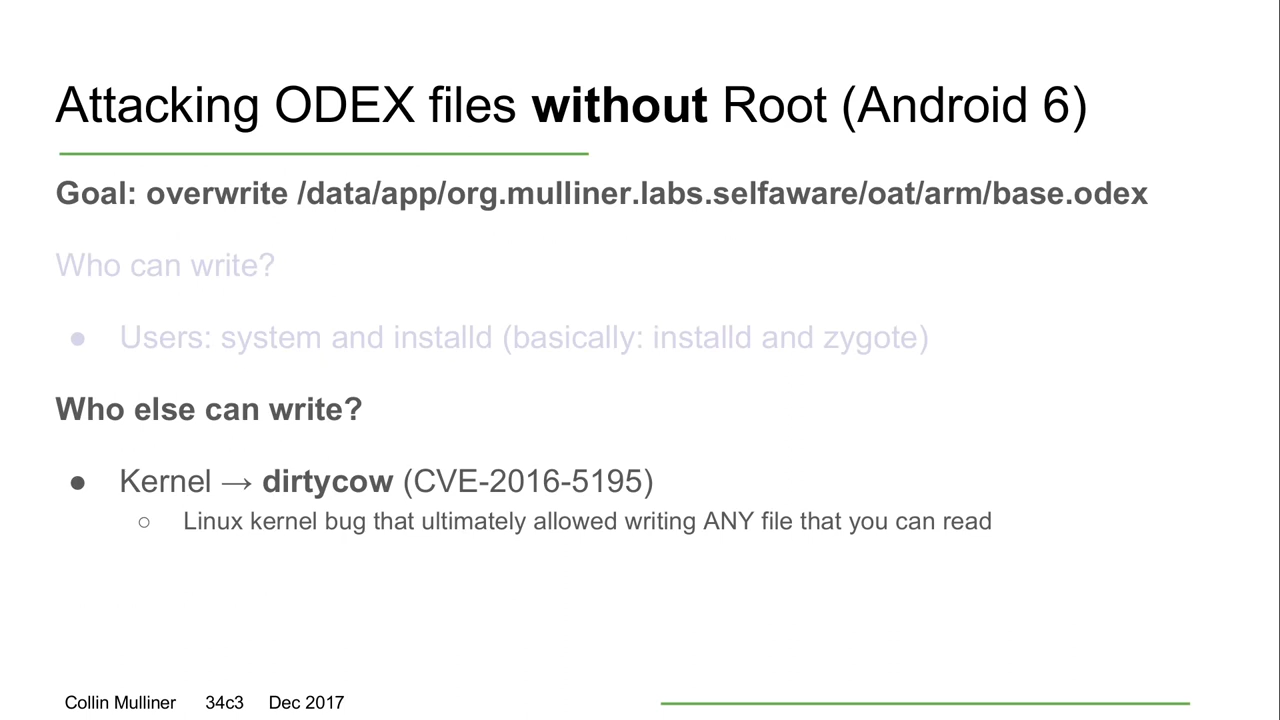 Attacking ODEX files without Root (Android 6)
Goal: overwrite /data/app/org.mulliner.labs.selfaware/oat/arm/base.odex
Who can write?
● Users: system and installd (basically: installd and zygote)
Who else can write?
● Kernel → dirtycow (CVE-2016-5195)
○ Linux kernel bug that ultimately allowed writing ANY file that you can read
Collin Mulliner 34c3 Dec 2017